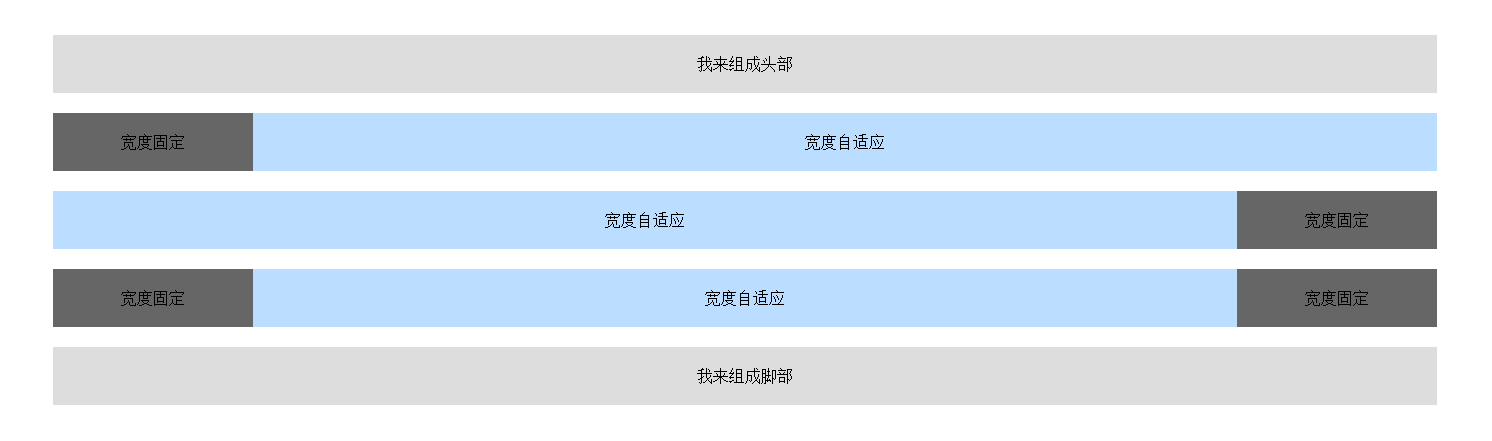 我来组成头部
宽度固定 宽度自适应
宽度自适应 宽度固定
宽度固定 宽度自适应 宽度固定
我来组成脚部